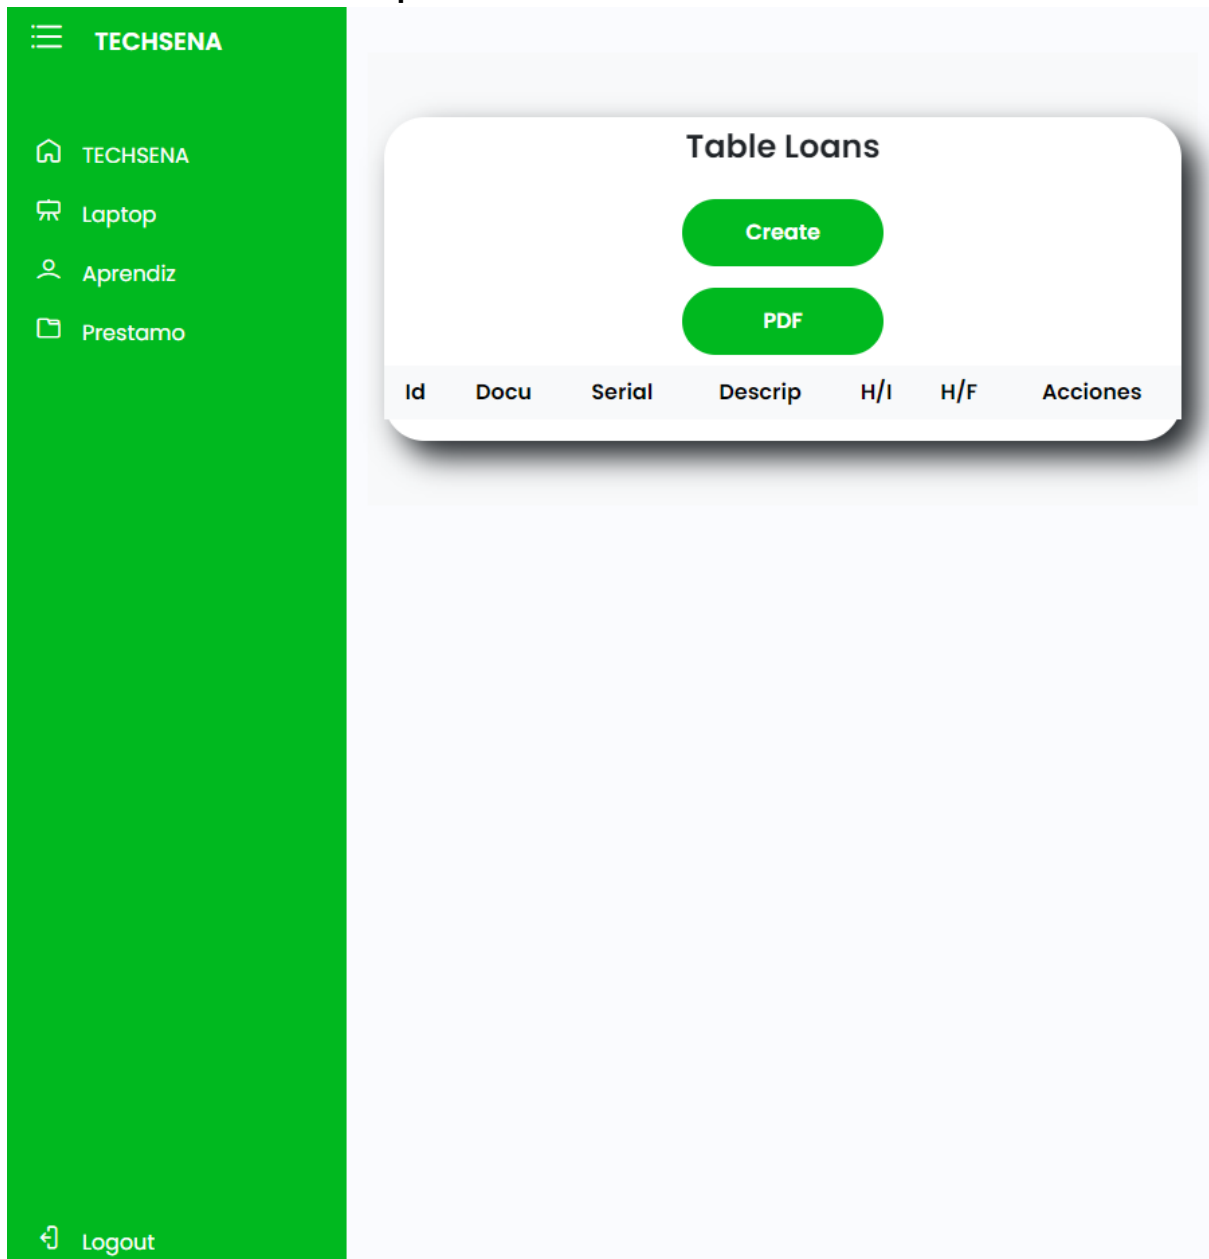 TECHSENA
TECHSENA
Laptop
Aprendiz
Prestamo
Logout
Table Loans
Create
PDF
Id Docu Serial Descrip H/I H/F Acciones